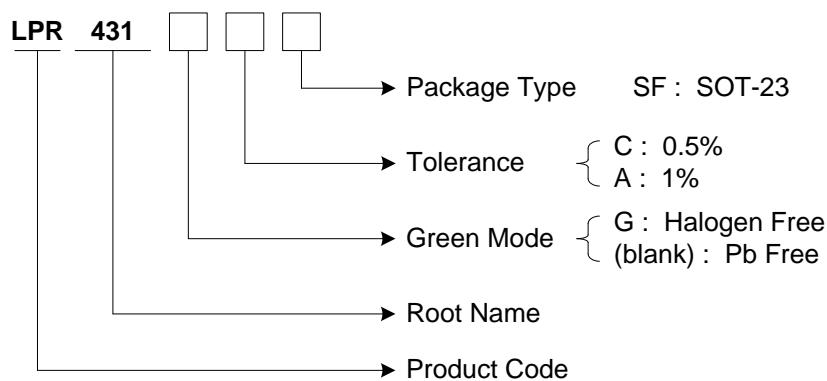 LPR 431
Package Type SF : SOT-23
Tolerance C : 0.5%
A : 1%
Green Mode G : Halogen Free
(blank) : Pb Free
Root Name
Product Code